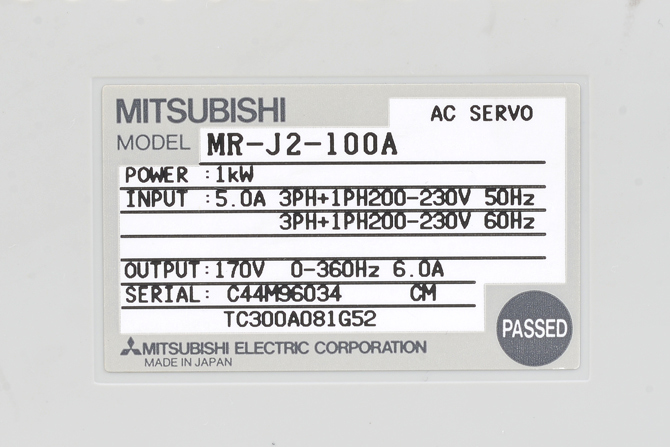 MITSUBISHI
AC SERVO
MODEL MR-J2-100A
POWER :1kW
INPUT :5.0A 3PH+1PH200-230V 50Hz
3PH+1PH200-230V 60Hz
OUTPUT:170V 0-360Hz 6.0A
SERIAL: C44M96034 CM
TC300A081G52
PASSED
MITSUBISHI ELECTRIC CORPORATION
MADE IN JAPAN